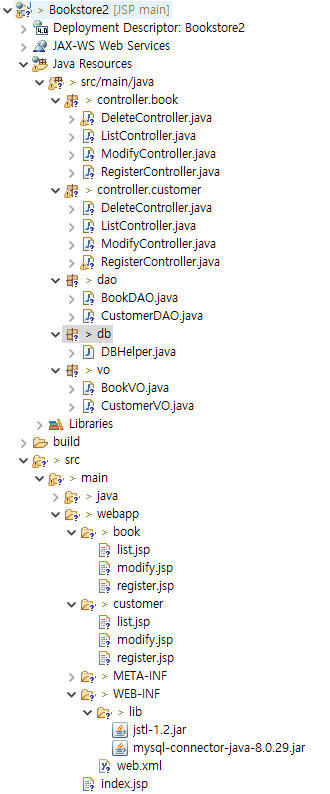 > Bookstore2 [JSP main]
> Deployment Descriptor: Bookstore2
> JAX-WS Web Services
> Java Resources
> src/main/java
> controller.book
> DeleteController.java
> ListController.java
> ModifyController.java
> RegisterController.java
> controller.customer
> DeleteController.java
> ListController.java
> ModifyController.java
> RegisterController.java
> dao
> BookDAO.java
> CustomerDAO.java
> db
> DBHelper.java
> vo
> BookVO.java
> CustomerVO.java
> Libraries
> build
> src
> main
> java
> webapp
> book
list.jsp
modify.jsp
register.jsp
> customer
list.jsp
modify.jsp
register.jsp
> META-INF
> WEB-INF
> lib
jstl-1.2.jar
mysql-connector-java-8.0.29.jar
web.xml
index.jsp